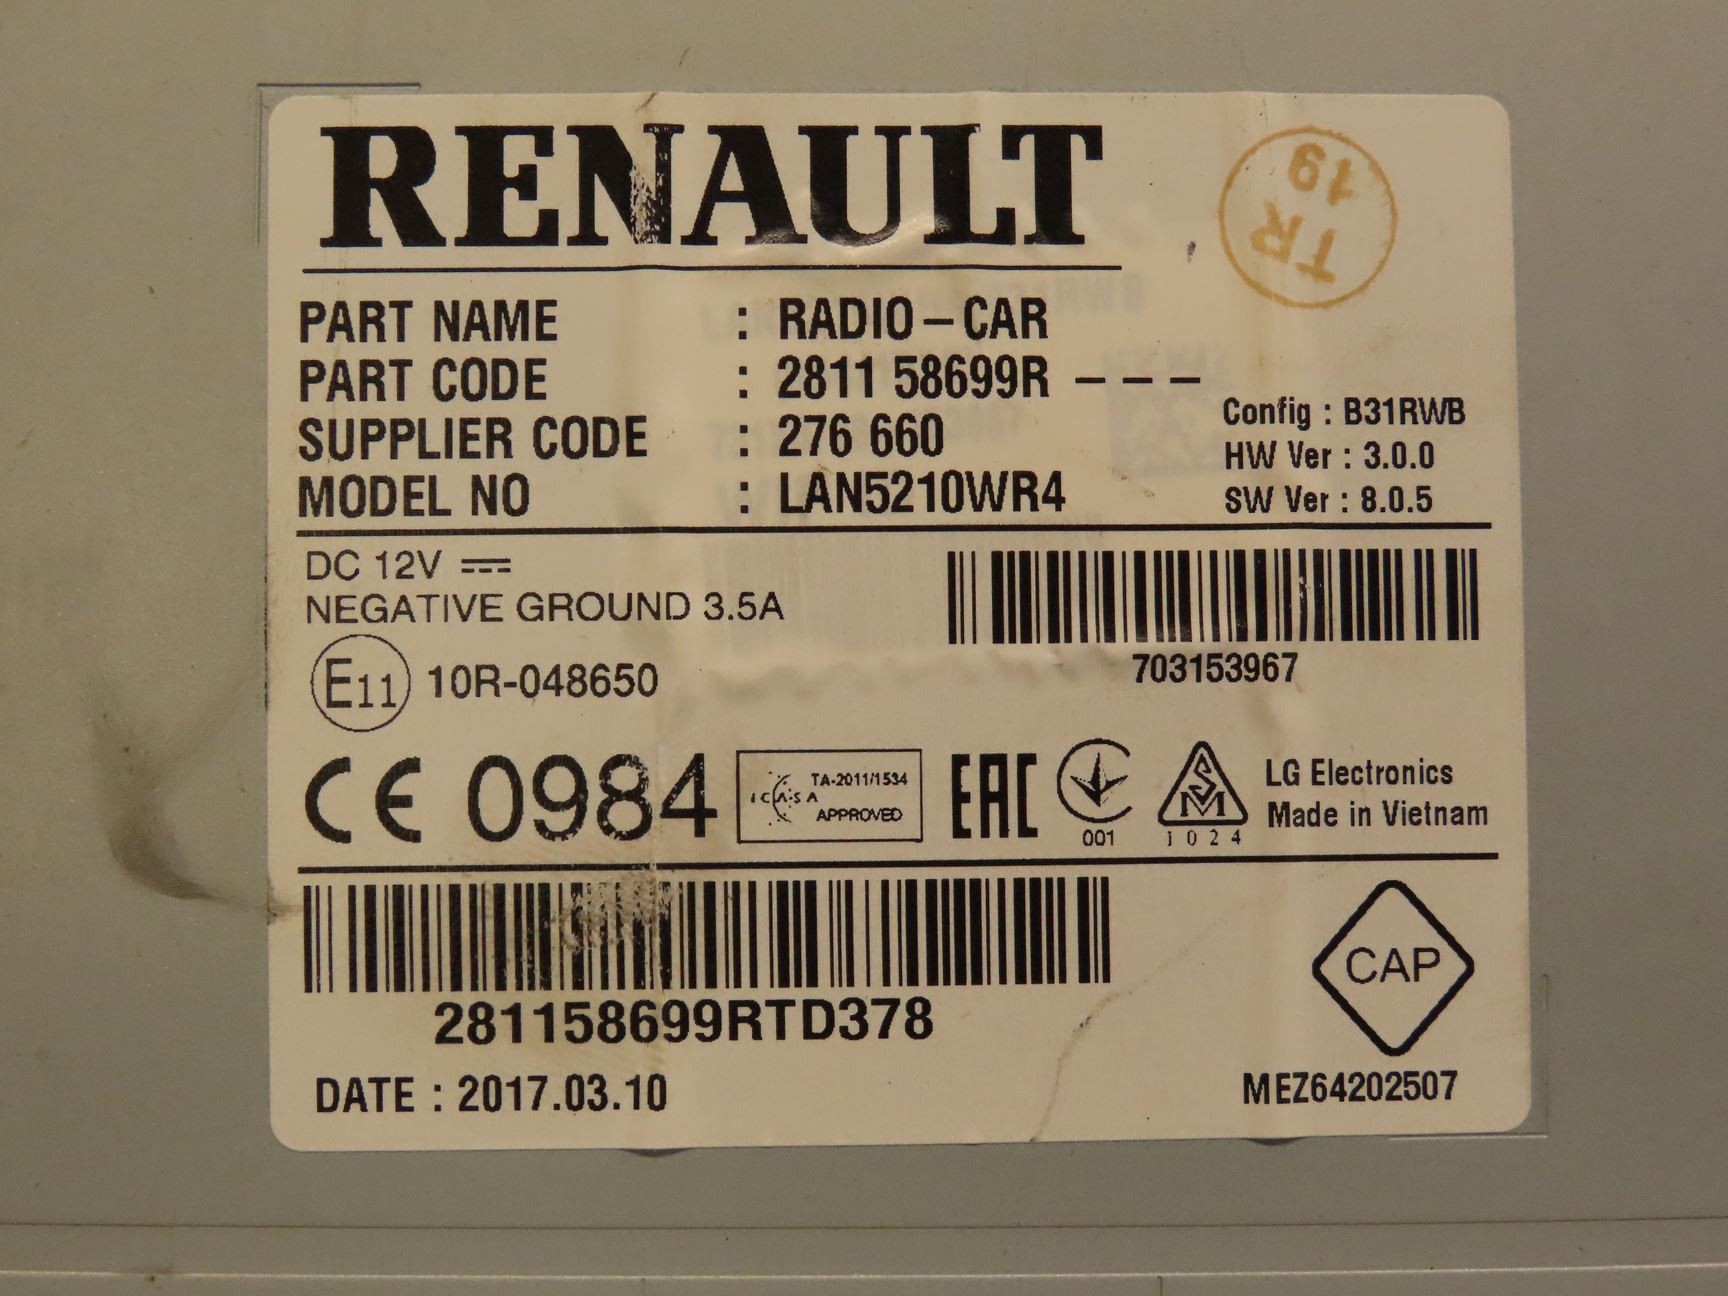 RENAULT
TR
19
PART NAME : RADIO-CAR
PART CODE : 2811 58699R - - -
SUPPLIER CODE : 276 660
MODEL NO : LAN5210WR4
Config : B31RWB
HW Ver : 3.0.0
SW Ver : 8.0.5
DC 12V
NEGATIVE GROUND 3.5A
703153967
E11 10R-048650
CE 0984
TA-2011/1534
ICASA
APPROVED
EAC
001
SM
1024
LG Electronics
Made in Vietnam
281158699RTD378
CAP
DATE : 2017.03.10
MEZ64202507